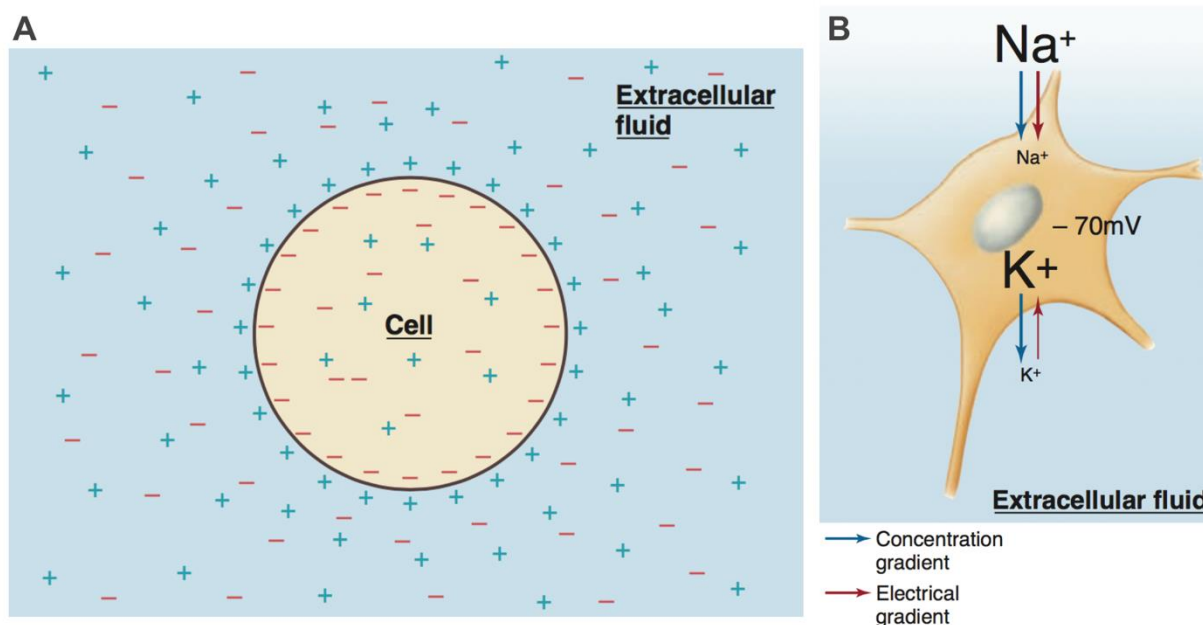 A
Extracellular
fluid
Cell
B
Na⁺
Na⁺
– 70mV
K+
K⁺
Extracellular fluid
Concentration
gradient
Electrical
gradient